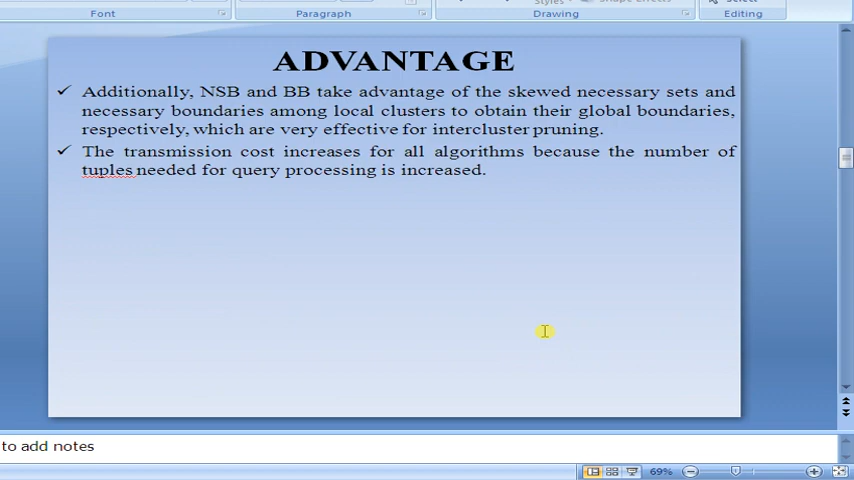 Font
Paragraph
Drawing
Editing
ADVANTAGE
✓ Additionally, NSB and BB take advantage of the skewed necessary sets and
necessary boundaries among local clusters to obtain their global boundaries,
respectively, which are very effective for intercluster pruning.
✓ The transmission cost increases for all algorithms because the number of
tuples needed for query processing is increased.
to add notes
69%